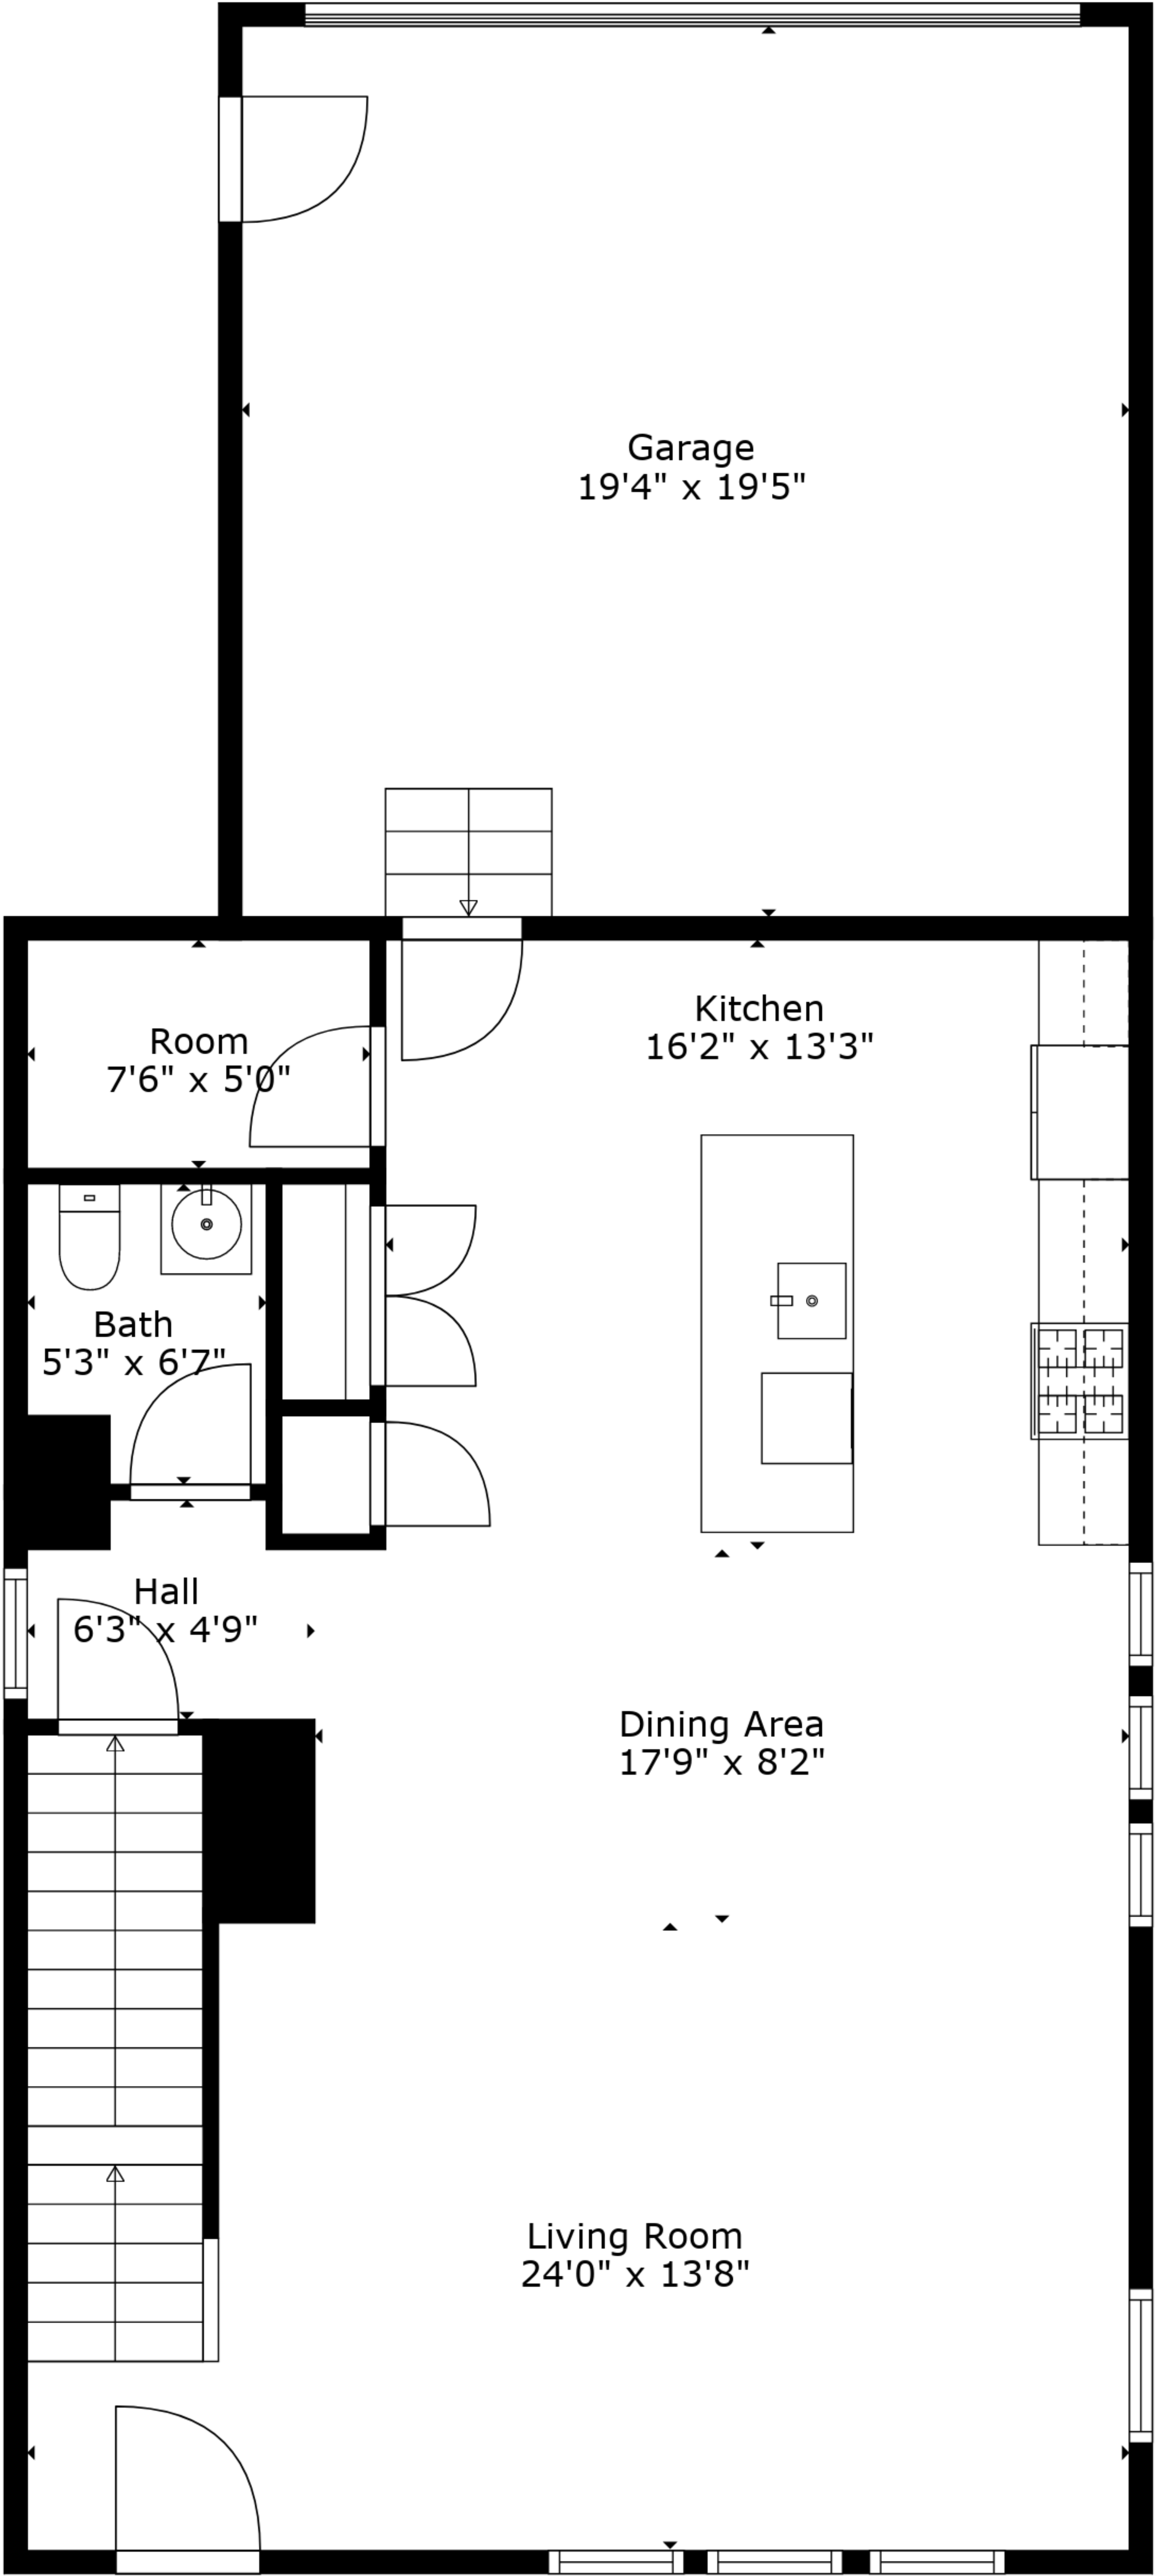 Garage
19'4" x 19'5"
Kitchen
16'2" x 13'3"
Room
7'6" x 5'0"
Bath
5'3" x 6'7"
Hall
6'3" x 4'9"
Dining Area
17'9" x 8'2"
Living Room
24'0" x 13'8"